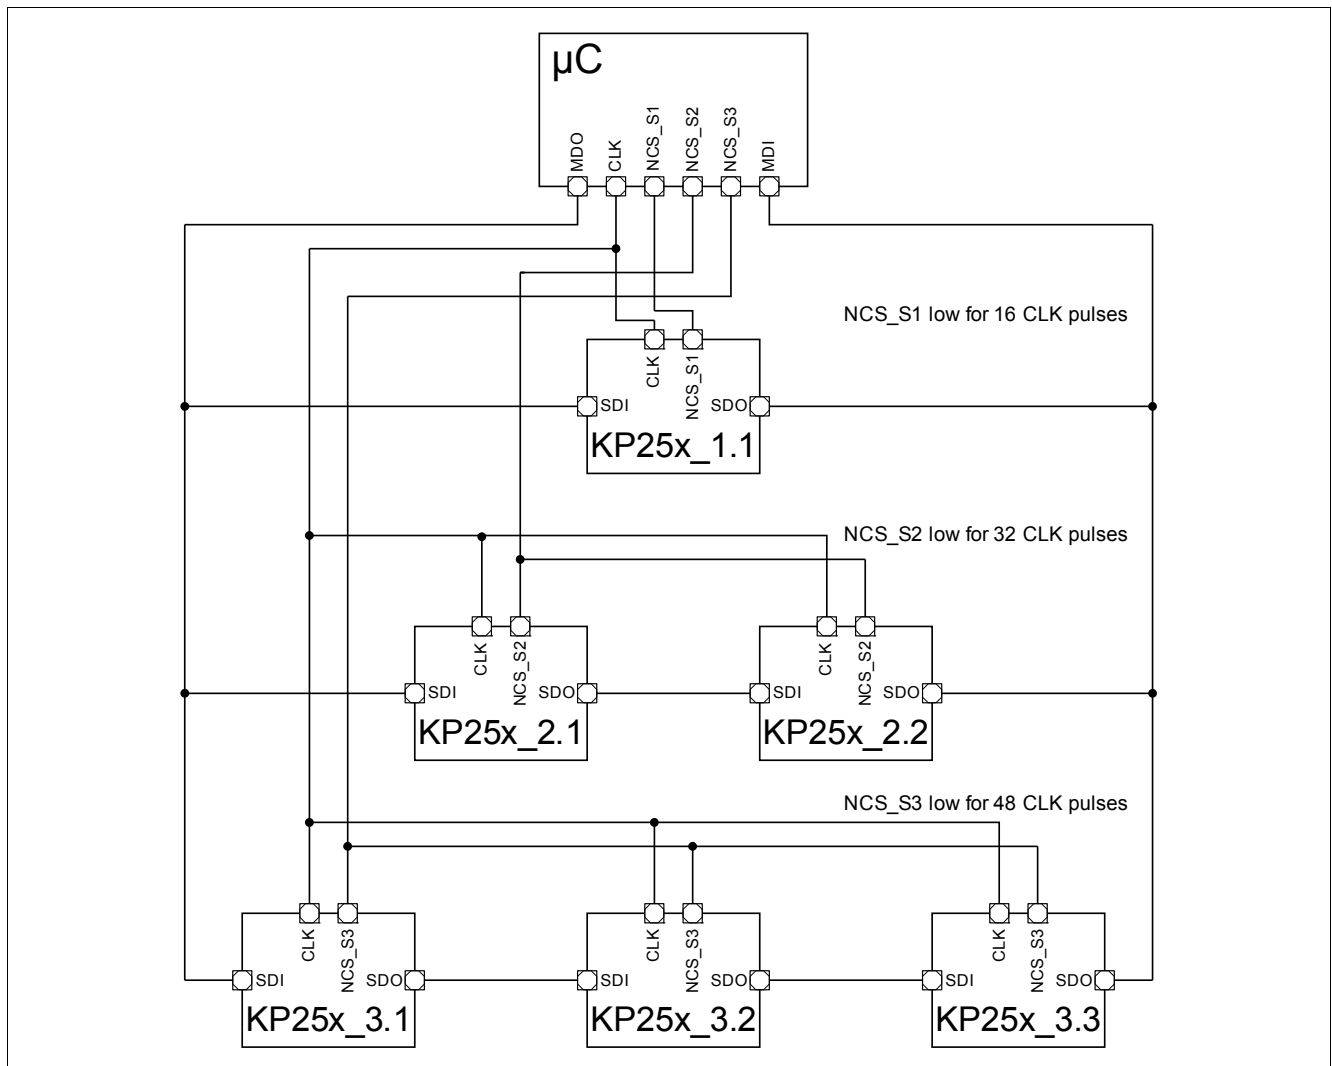 µC
MDO
CLK
NCS_S1
NCS_S2
NCS_S3
MDI
NCS_S1 low for 16 CLK pulses
CLK
NCS_S1
SDI
SDO
KP25x_1.1
NCS_S2 low for 32 CLK pulses
CLK
NCS_S2
SDI
SDO
KP25x_2.1
CLK
NCS_S2
SDI
SDO
KP25x_2.2
NCS_S3 low for 48 CLK pulses
CLK
NCS_S3
SDI
SDO
KP25x_3.1
CLK
NCS_S3
SDI
SDO
KP25x_3.2
CLK
NCS_S3
SDI
SDO
KP25x_3.3